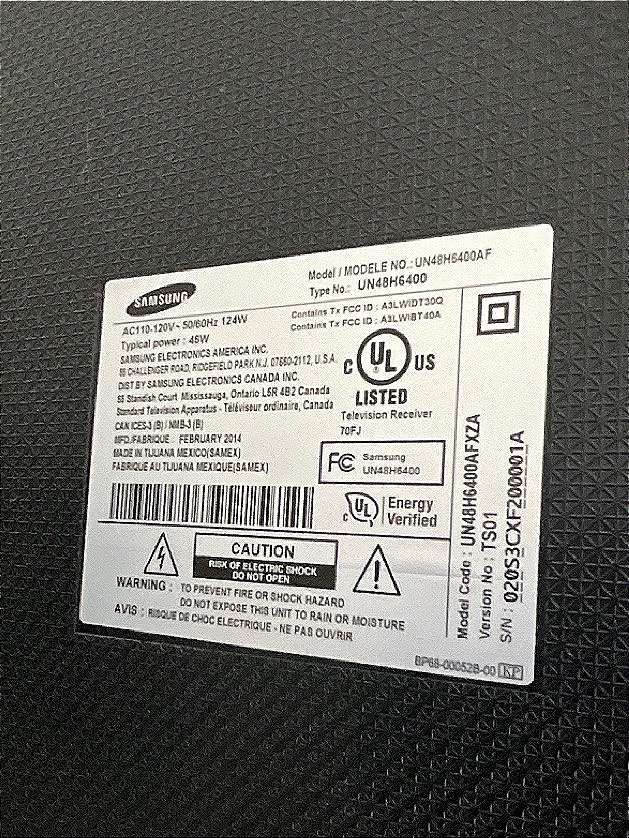 SAMSUNG
Model / MODELE NO.:UN48H6400AF
Type No.: UN48H6400
AC110-120V~ 50/60Hz 124W
Typical power : 45W
SAMSUNG ELECTRONICS AMERICA INC.
85 CHALLENGER ROAD, RIDGEFIELD PARK N.J. 07660-2112, U.S.A.
DIST BY SAMSUNG ELECTRONICS CANADA INC.
55 Standish Court Mississauga, Ontario L5R 4B2 Canada
Standard Television Apparatus - Téléviseur ordinaire, Canada
CAN ICES-3 (B) / NMB-3 (B)
MFD./FABRIQUE : FEBRUARY 2014
MADE IN TIJUANA MEXICO(SAMEX)
FABRIQUE AU TIJUANA MEXIQUE(SAMEX)
Contains Tx FCC ID : A3LWIDT30Q
Contains Tx FCC ID : A3LWIBT40A
C UL US
LISTED
Television Receiver
70FJ
FC Samsung
UN48H6400
C UL Energy
Verified
CAUTION
RISK OF ELECTRIC SHOCK
DO NOT OPEN
WARNING : TO PREVENT FIRE OR SHOCK HAZARD
DO NOT EXPOSE THIS UNIT TO RAIN OR MOISTURE
AVIS : RISQUE DE CHOC ELECTRIQUE - NE PAS OUVRIR
Model Code : UN48H6400AFXZA
Version No : TS01
S/N : 020S3CXF200001A
BP68-00052B-00 KP